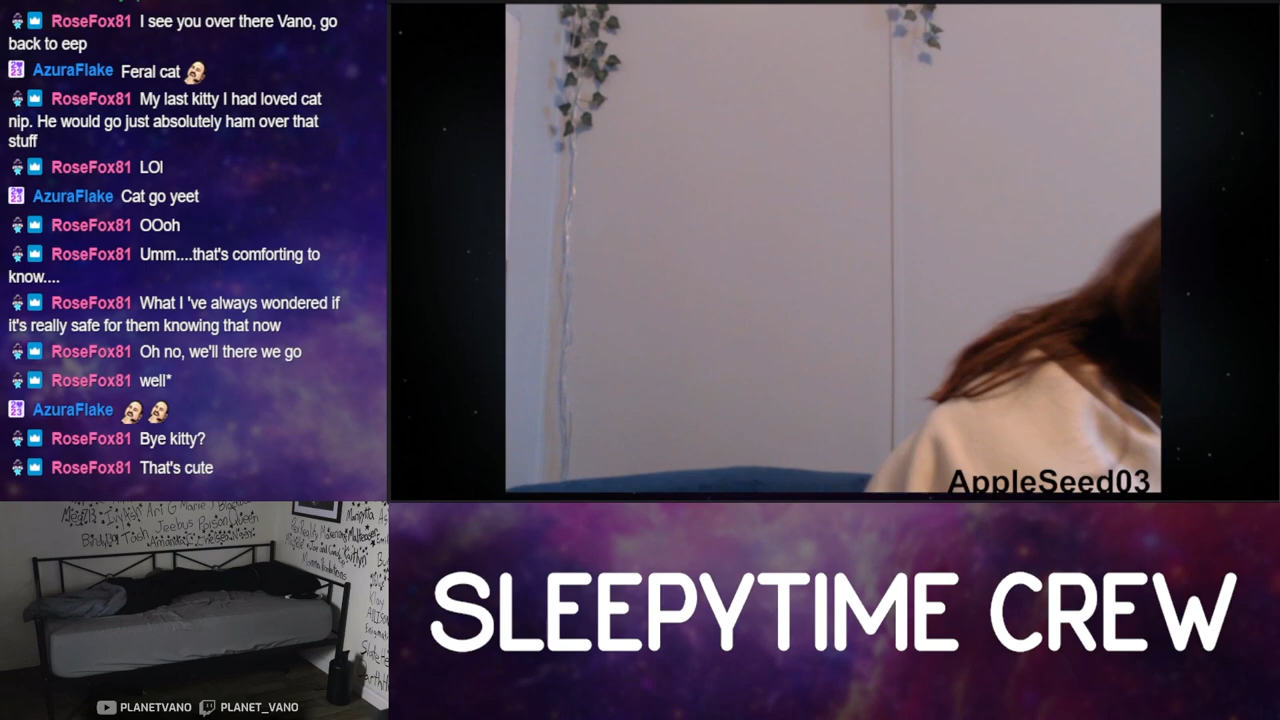 RoseFox81 I see you over there Vano, go
back to eep
AzuraFlake Feral cat
RoseFox81 My last kitty I had loved cat
nip. He would go just absolutely ham over that
stuff
RoseFox81 LOl
AzuraFlake Cat go yeet
RoseFox81 OOoh
RoseFox81 Umm....that's comforting to
know....
RoseFox81 What I 've always wondered if
it's really safe for them knowing that now
RoseFox81 Oh no, we'll there we go
RoseFox81 well*
AzuraFlake
RoseFox81 Bye kitty?
RoseFox81 That's cute
AppleSeed03
Jeebus Poison Queen
PLANETVANO PLANET_VANO
SLEEPYTIME CREW